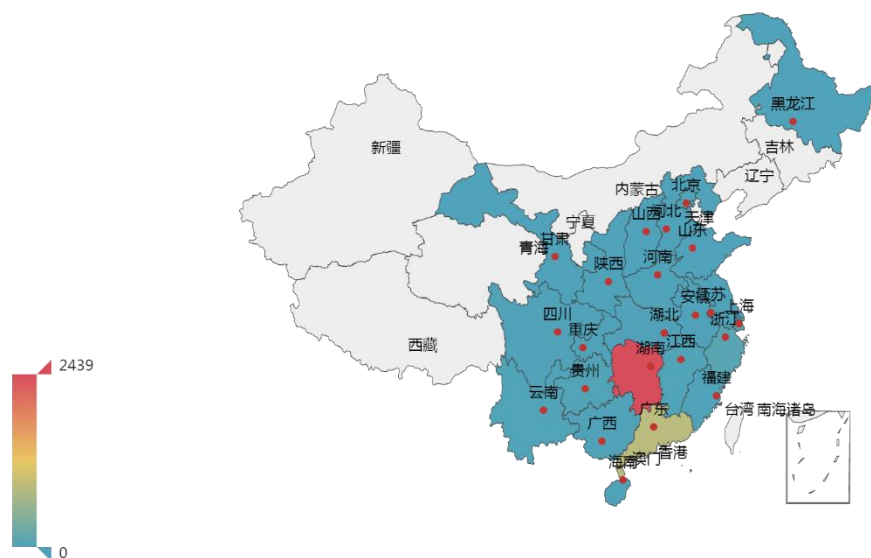 黑龙江
吉林
新疆
辽宁
北京
内蒙古
天津
河北
山西
宁夏
山东
甘肃
青海
河南
陕西
江苏
安徽
上海
四川
湖北
浙江
重庆
江西
湖南
西藏
2439
贵州
福建
云南
广东
台湾 南海诸岛
广西
香港
澳门
海南
0